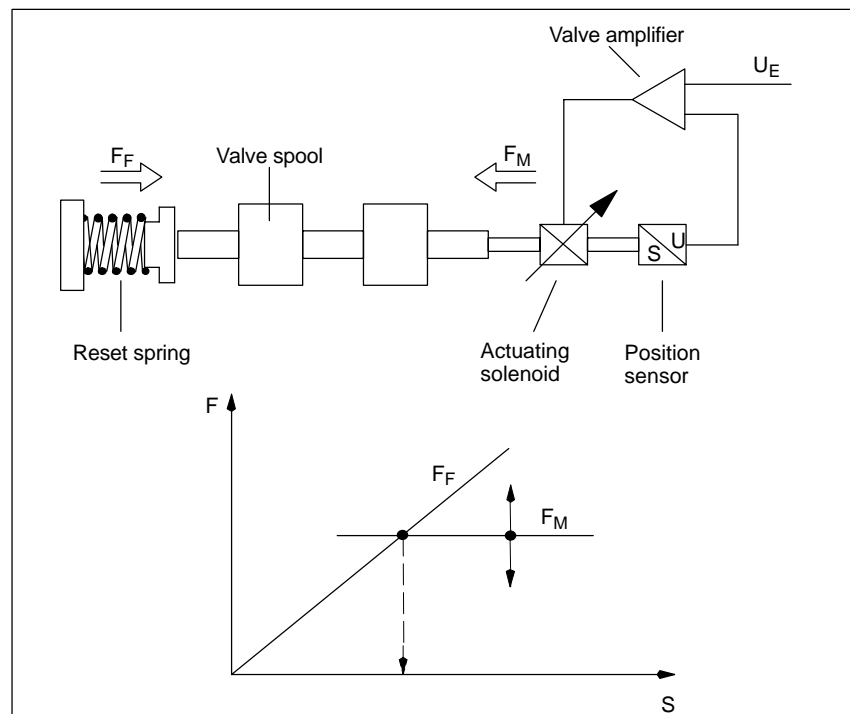 Valve amplifier
U_E
F_F
Valve spool
F_M
S U
Reset spring
Actuating
solenoid
Position
sensor
F
F_F
F_M
S